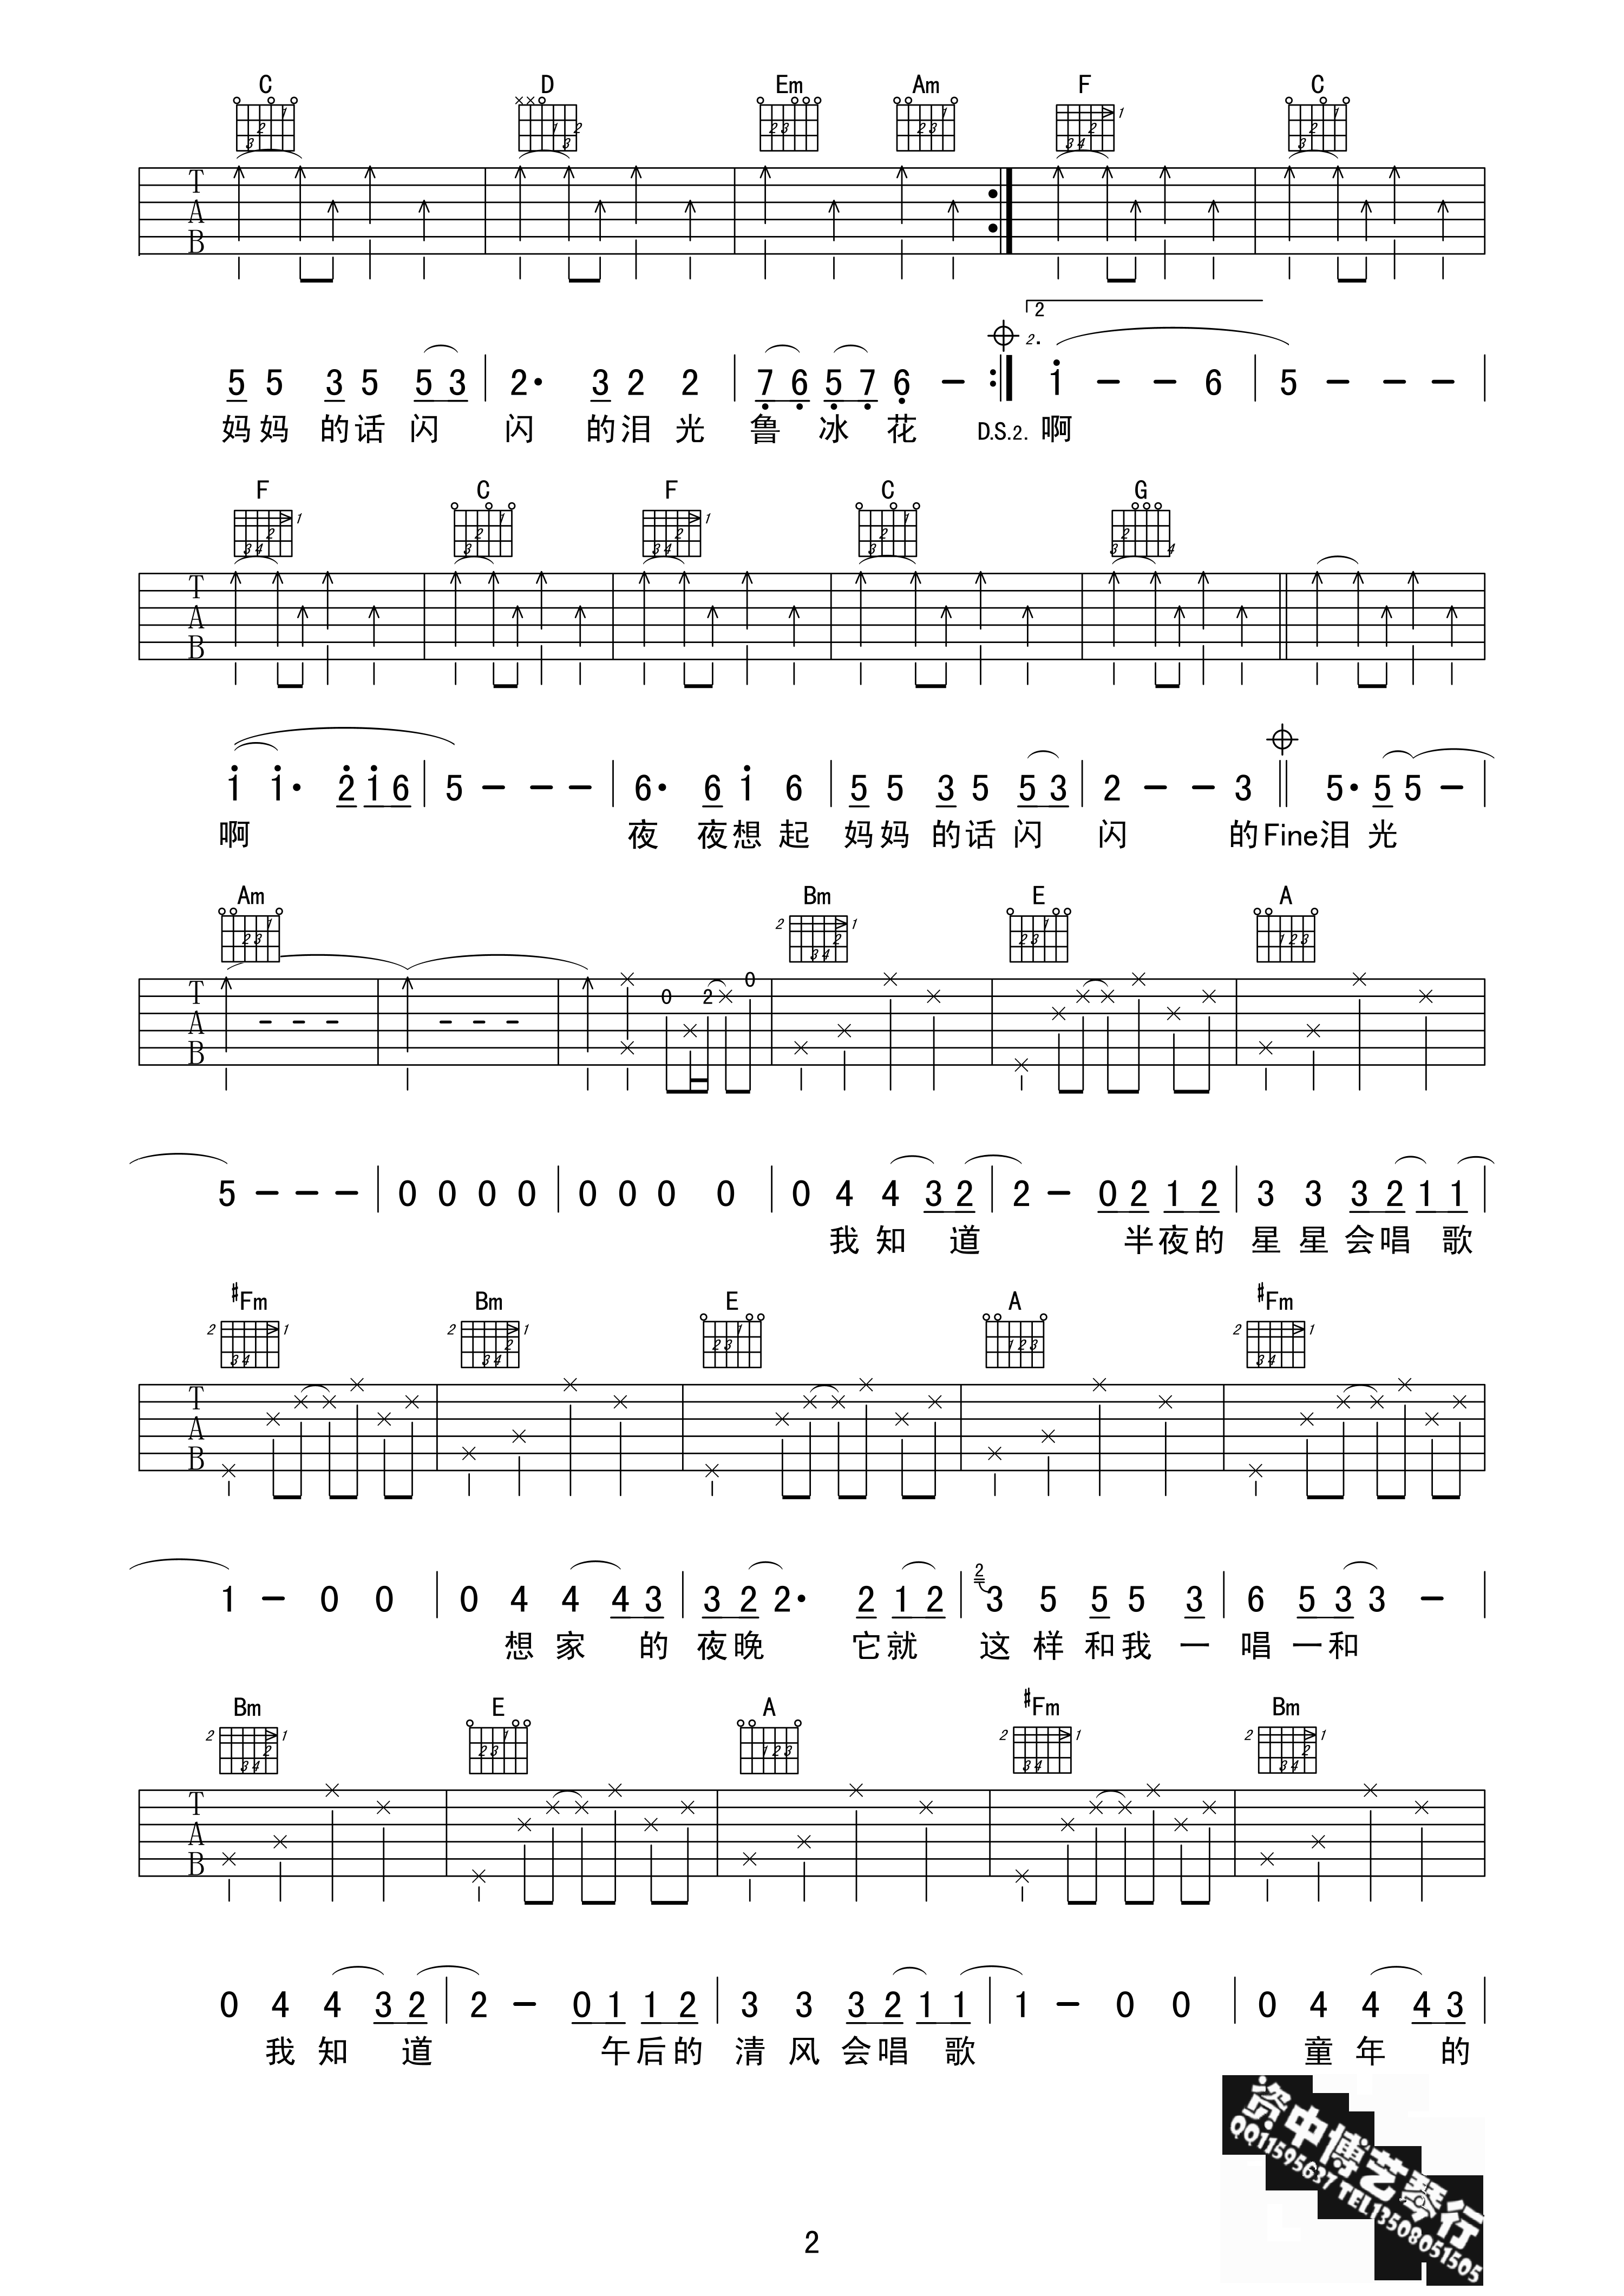 C D Em Am F C
T A B
2
2.
5 5 3 5 5 3 | 2· 3 2 2 | 7 6 5 7 6 — :| i — — 6 | 5 — — — |
妈妈 的话 闪 闪 的泪 光 鲁 冰 花 D.S.2. 啊
F C F C G
T A B
i i· 2 i 6 | 5 — — — | 6· 6 i 6 | 5 5 3 5 5 3 | 2 — — 3 || 5· 5 5 — |
啊 夜 夜想 起 妈妈 的话 闪 闪 的Fine泪 光
Am Bm E A
T A B
0 2 0
5 — — — | 0 0 0 0 | 0 0 0 0 | 0 4 4 3 2 | 2 — 0 2 1 2 | 3 3 3 2 1 1 |
我 知 道 半夜的 星 星 会唱 歌
#Fm Bm E A #Fm
T A B
1 — 0 0 | 0 4 4 4 3 | 3 2 2· 2 1 2 | 2 3 5 5 5 3 | 6 5 3 3 — |
想 家 的 夜晚 它就 这 样 和我 一 唱 一和
Bm E A #Fm Bm
T A B
0 4 4 3 2 | 2 — 0 1 1 2 | 3 3 3 2 1 1 | 1 — 0 0 | 0 4 4 4 3 |
我 知 道 午后的 清 风 会唱 歌 童 年 的
资中博艺琴行
QQ11595637 TEL13508051505
2